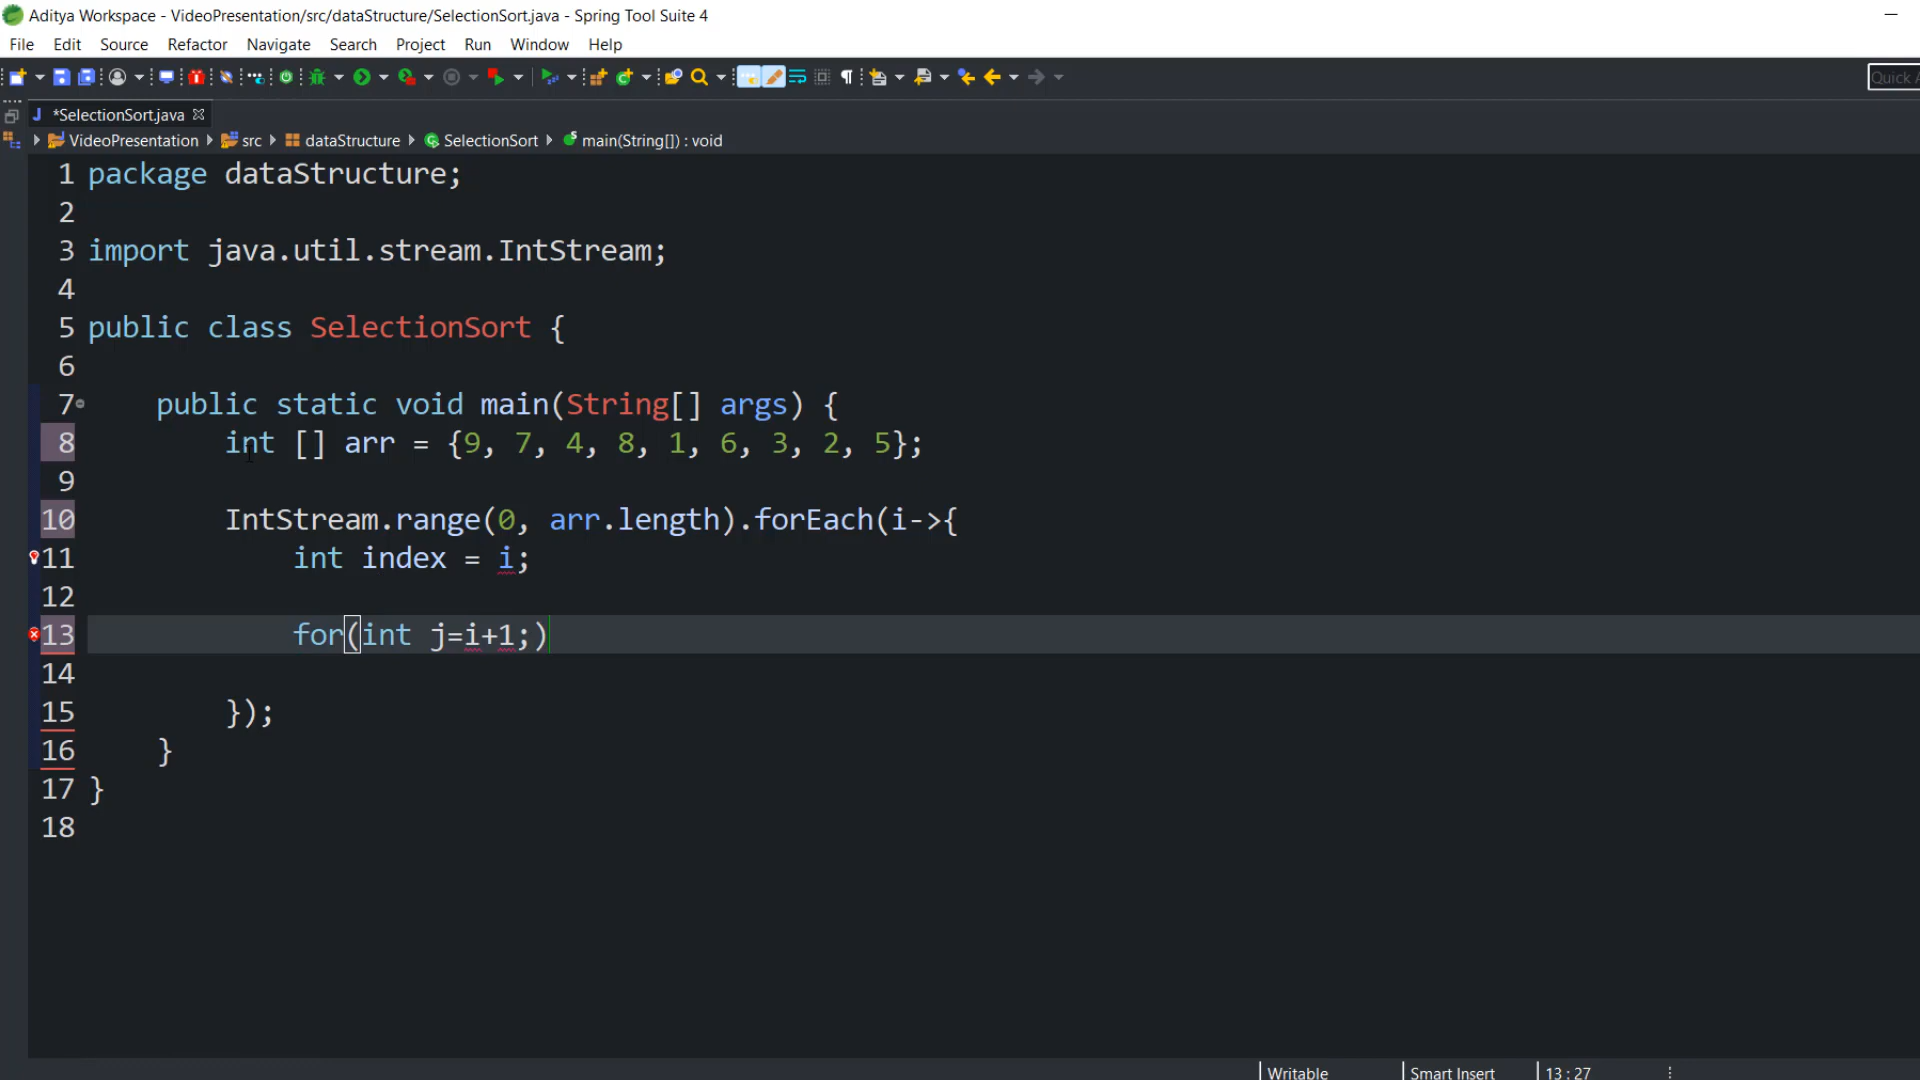 Aditya Workspace - VideoPresentation/src/dataStructure/SelectionSort.java - Spring Tool Suite 4
File Edit Source Refactor Navigate Search Project Run Window Help
Quick A
*SelectionSort.java
VideoPresentation src dataStructure SelectionSort main(String[]) : void
1 package dataStructure;
2
3 import java.util.stream.IntStream;
4
5 public class SelectionSort {
6
7 public static void main(String[] args) {
8 int [] arr = {9, 7, 4, 8, 1, 6, 3, 2, 5};
9
10 IntStream.range(0, arr.length).forEach(i->{
11 int index = i;
12
13 for(int j=i+1;)
14
15 });
16 }
17 }
18
Writable Smart Insert 13 : 27